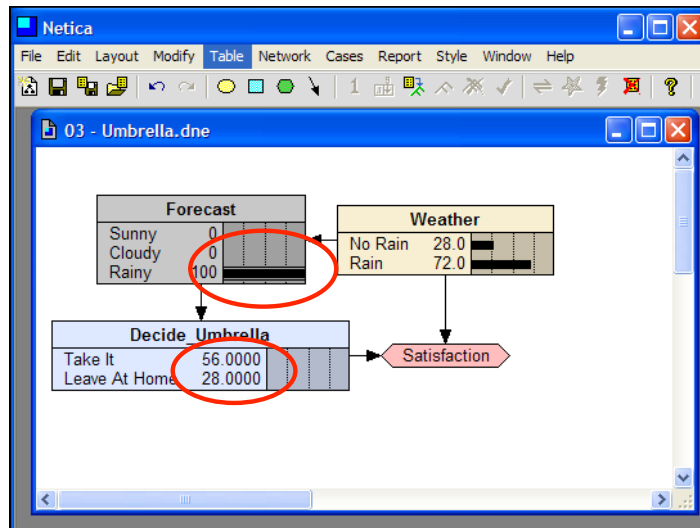 Netica
File Edit Layout Modify Table Network Cases Report Style Window Help
1 ?
03 - Umbrella.dne
Forecast
Sunny 0
Cloudy 0
Rainy 100
Weather
No Rain 28.0
Rain 72.0
Decide_Umbrella
Take It 56.0000
Leave At Home 28.0000
Satisfaction